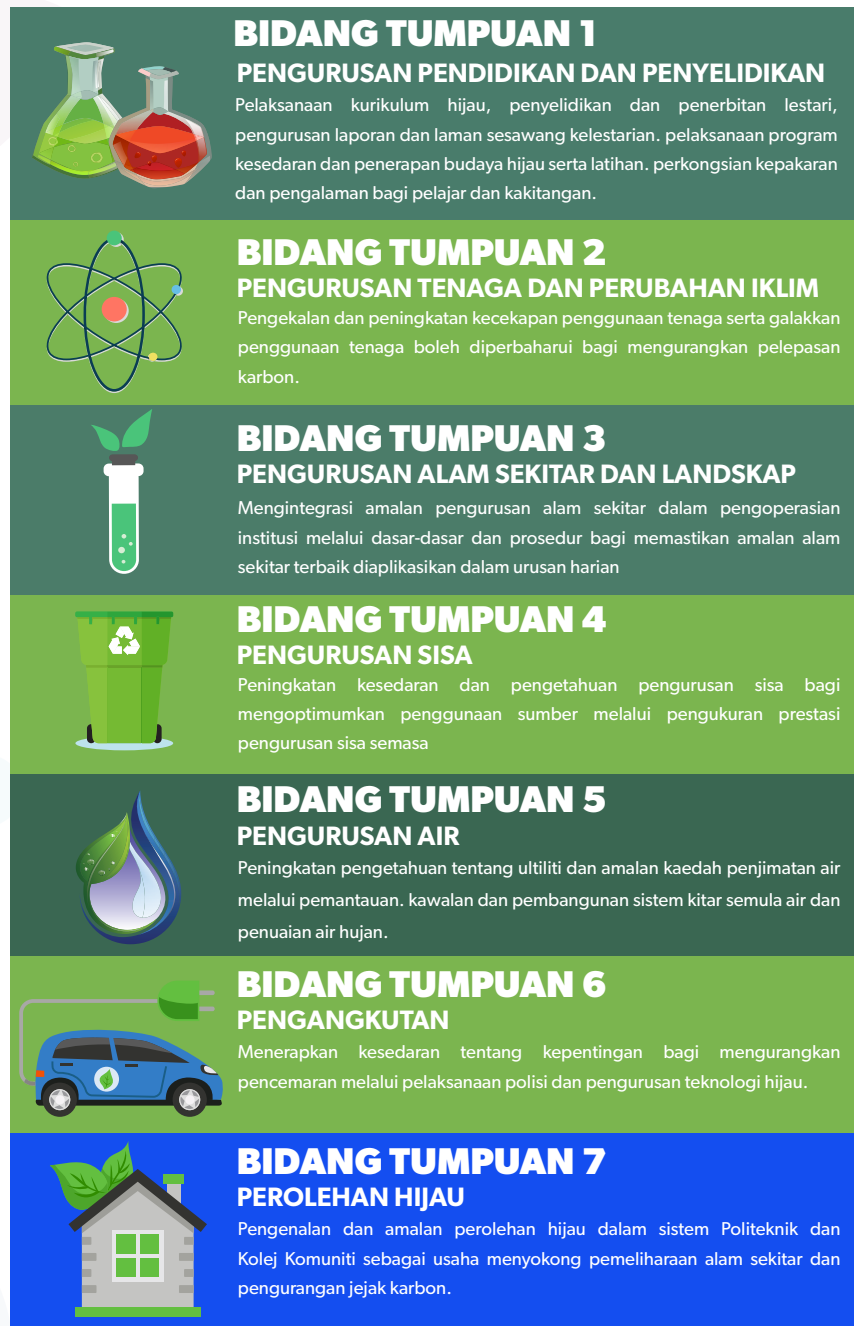 BIDANG TUMPUAN 1
PENGURUSAN PENDIDIKAN DAN PENYELIDIKAN
Pelaksanaan kurikulum hijau, penyelidikan dan penerbitan lestari,
pengurusan laporan dan laman sesawang kelestarian. pelaksanaan program
kesedaran dan penerapan budaya hijau serta latihan. perkongsian kepakaran
dan pengalaman bagi pelajar dan kakitangan.
BIDANG TUMPUAN 2
PENGURUSAN TENAGA DAN PERUBAHAN IKLIM
Pengekalan dan peningkatan kecekapan penggunaan tenaga serta galakkan
penggunaan tenaga boleh diperbaharui bagi mengurangkan pelepasan
karbon.
BIDANG TUMPUAN 3
PENGURUSAN ALAM SEKITAR DAN LANDSKAP
Mengintegrasi amalan pengurusan alam sekitar dalam pengoperasian
institusi melalui dasar-dasar dan prosedur bagi memastikan amalan alam
sekitar terbaik diaplikasikan dalam urusan harian
BIDANG TUMPUAN 4
PENGURUSAN SISA
Peningkatan kesedaran dan pengetahuan pengurusan sisa bagi
mengoptimumkan penggunaan sumber melalui pengukuran prestasi
pengurusan sisa semasa
BIDANG TUMPUAN 5
PENGURUSAN AIR
Peningkatan pengetahuan tentang ultiliti dan amalan kaedah penjimatan air
melalui pemantauan. kawalan dan pembangunan sistem kitar semula air dan
penuaian air hujan.
BIDANG TUMPUAN 6
PENGANGKUTAN
Menerapkan kesedaran tentang kepentingan bagi mengurangkan
pencemaran melalui pelaksanaan polisi dan pengurusan teknologi hijau.
BIDANG TUMPUAN 7
PEROLEHAN HIJAU
Pengenalan dan amalan perolehan hijau dalam sistem Politeknik dan
Kolej Komuniti sebagai usaha menyokong pemeliharaan alam sekitar dan
pengurangan jejak karbon.